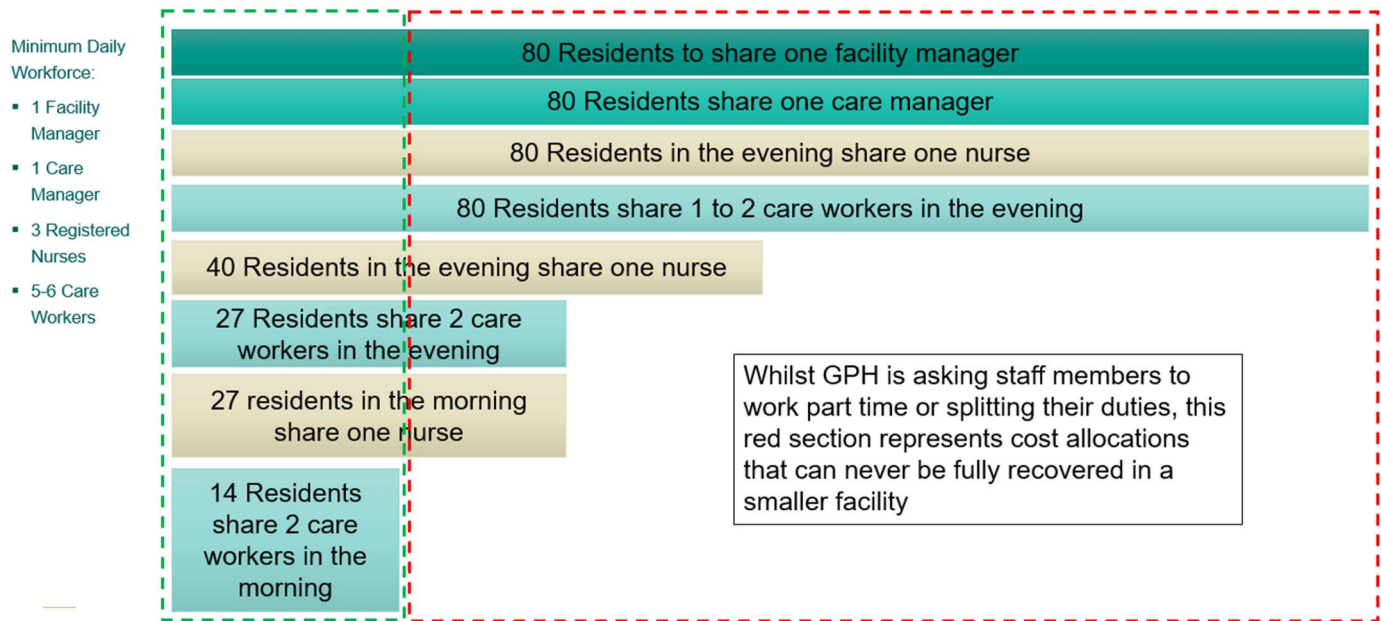 Minimum Daily
Workforce:
▪ 1 Facility
Manager
▪ 1 Care
Manager
▪ 3 Registered
Nurses
▪ 5-6 Care
Workers
80 Residents to share one facility manager
80 Residents share one care manager
80 Residents in the evening share one nurse
80 Residents share 1 to 2 care workers in the evening
40 Residents in the evening share one nurse
27 Residents share 2 care
workers in the evening
27 residents in the morning
share one nurse
14 Residents
share 2 care
workers in the
morning
Whilst GPH is asking staff members to
work part time or splitting their duties, this
red section represents cost allocations
that can never be fully recovered in a
smaller facility